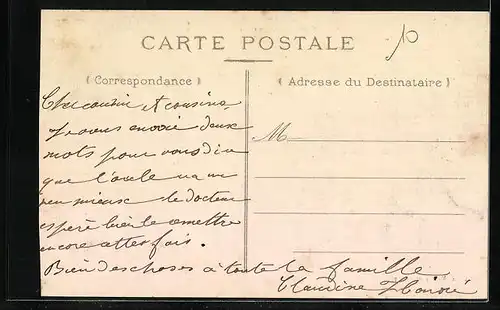 CARTE POSTALE
10
(Correspondance)
(Adresse du Destinataire)
M
Cher cousin et cousine
Je vous envoie deux
mots pour vous dire
que l'oncle va un
peu mieux le docteur
espère bien le remettre
encore atte fois.
Bien des choses à toute la famille
Claudine